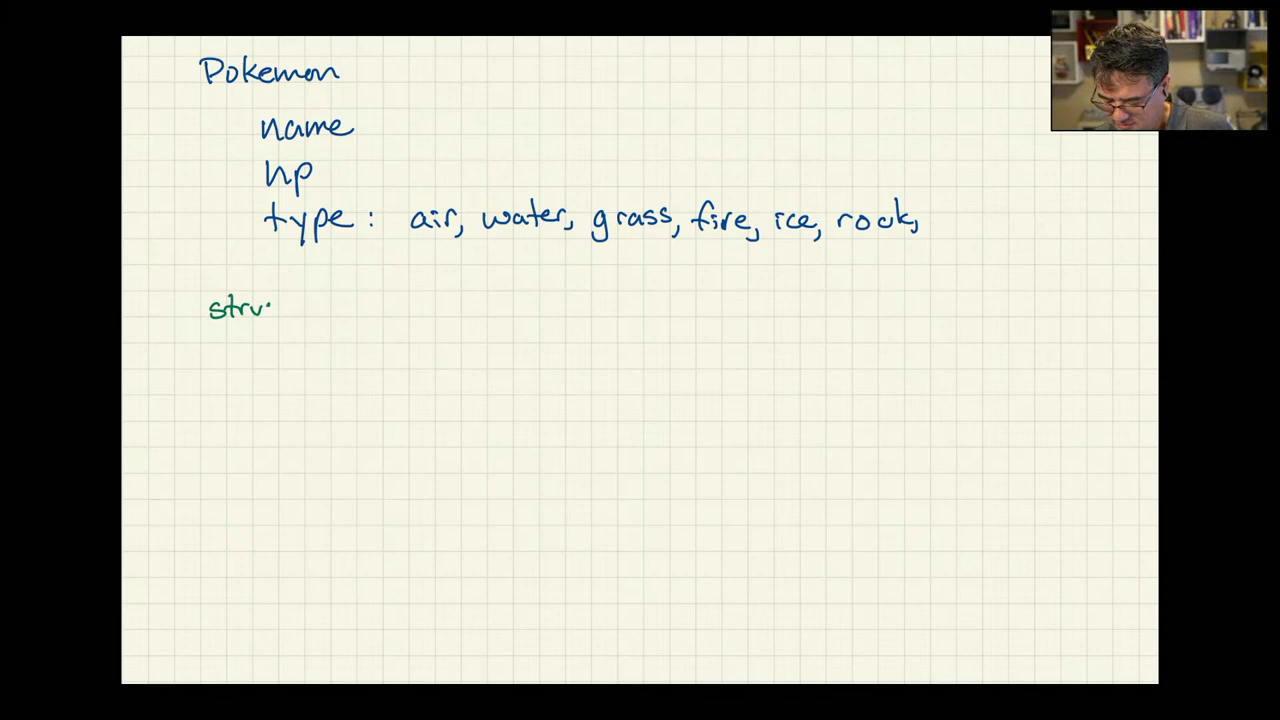 Pokemon
name
hp
type: air, water, grass, fire, ice, rock,
stru